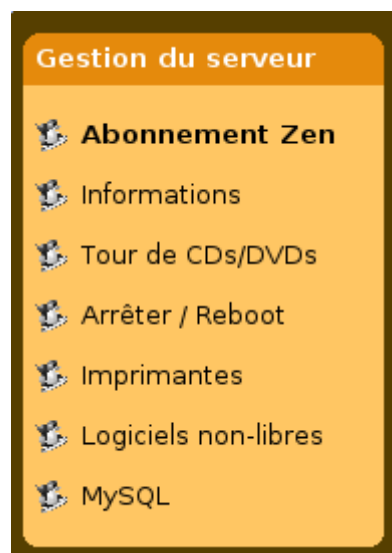 Gestion du serveur
Abonnement Zen
Informations
Tour de CDs/DVDs
Arrêter / Reboot
Imprimantes
Logiciels non-libres
MySQL